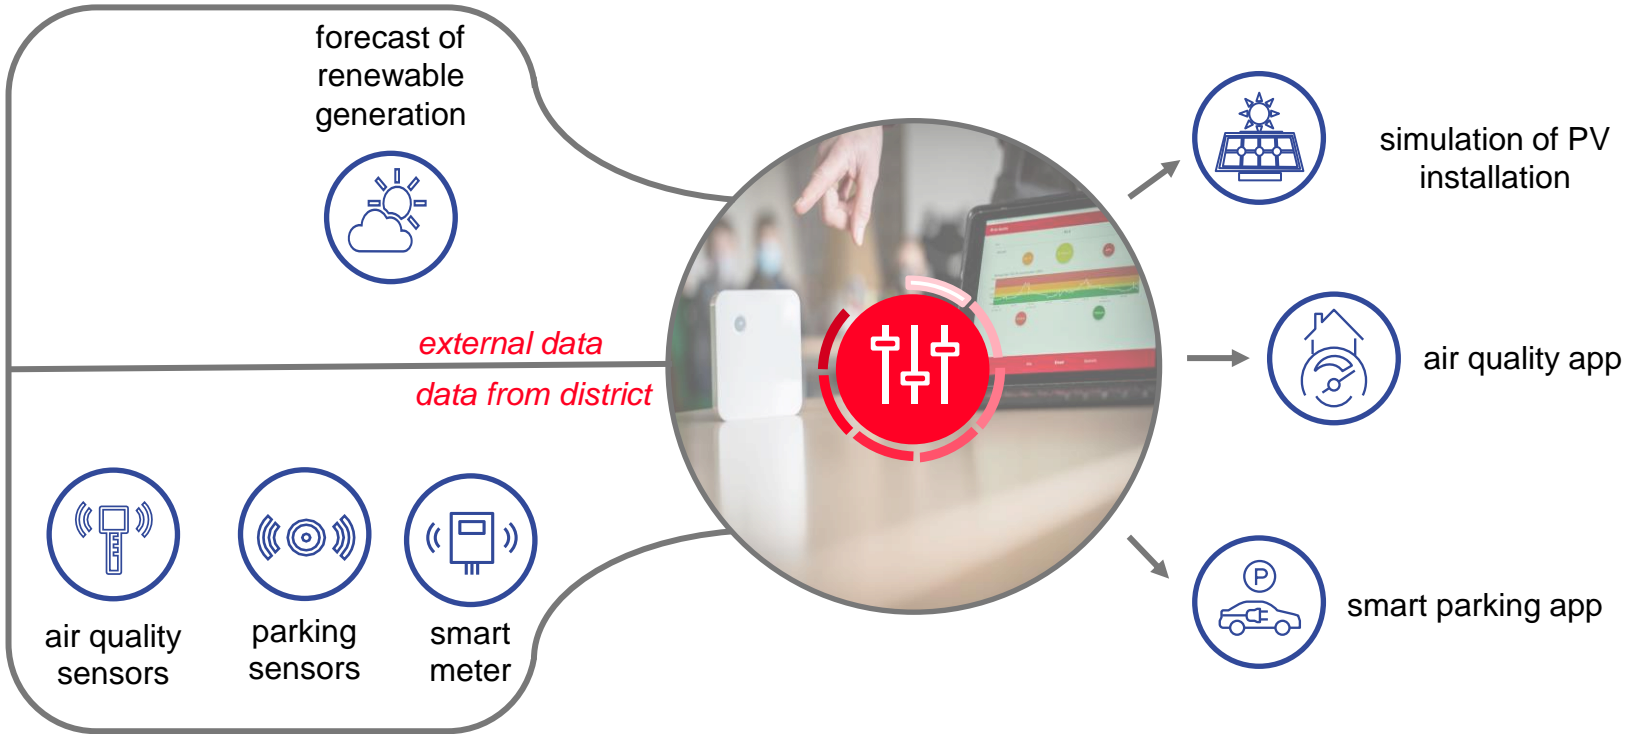 forecast of
renewable
generation
external data
data from district
air quality
sensors
parking
sensors
smart
meter
simulation of PV
installation
air quality app
P
smart parking app